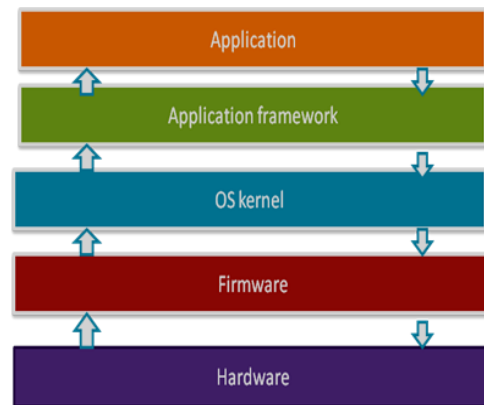 Application
Application framework
OS kernel
Firmware
Hardware